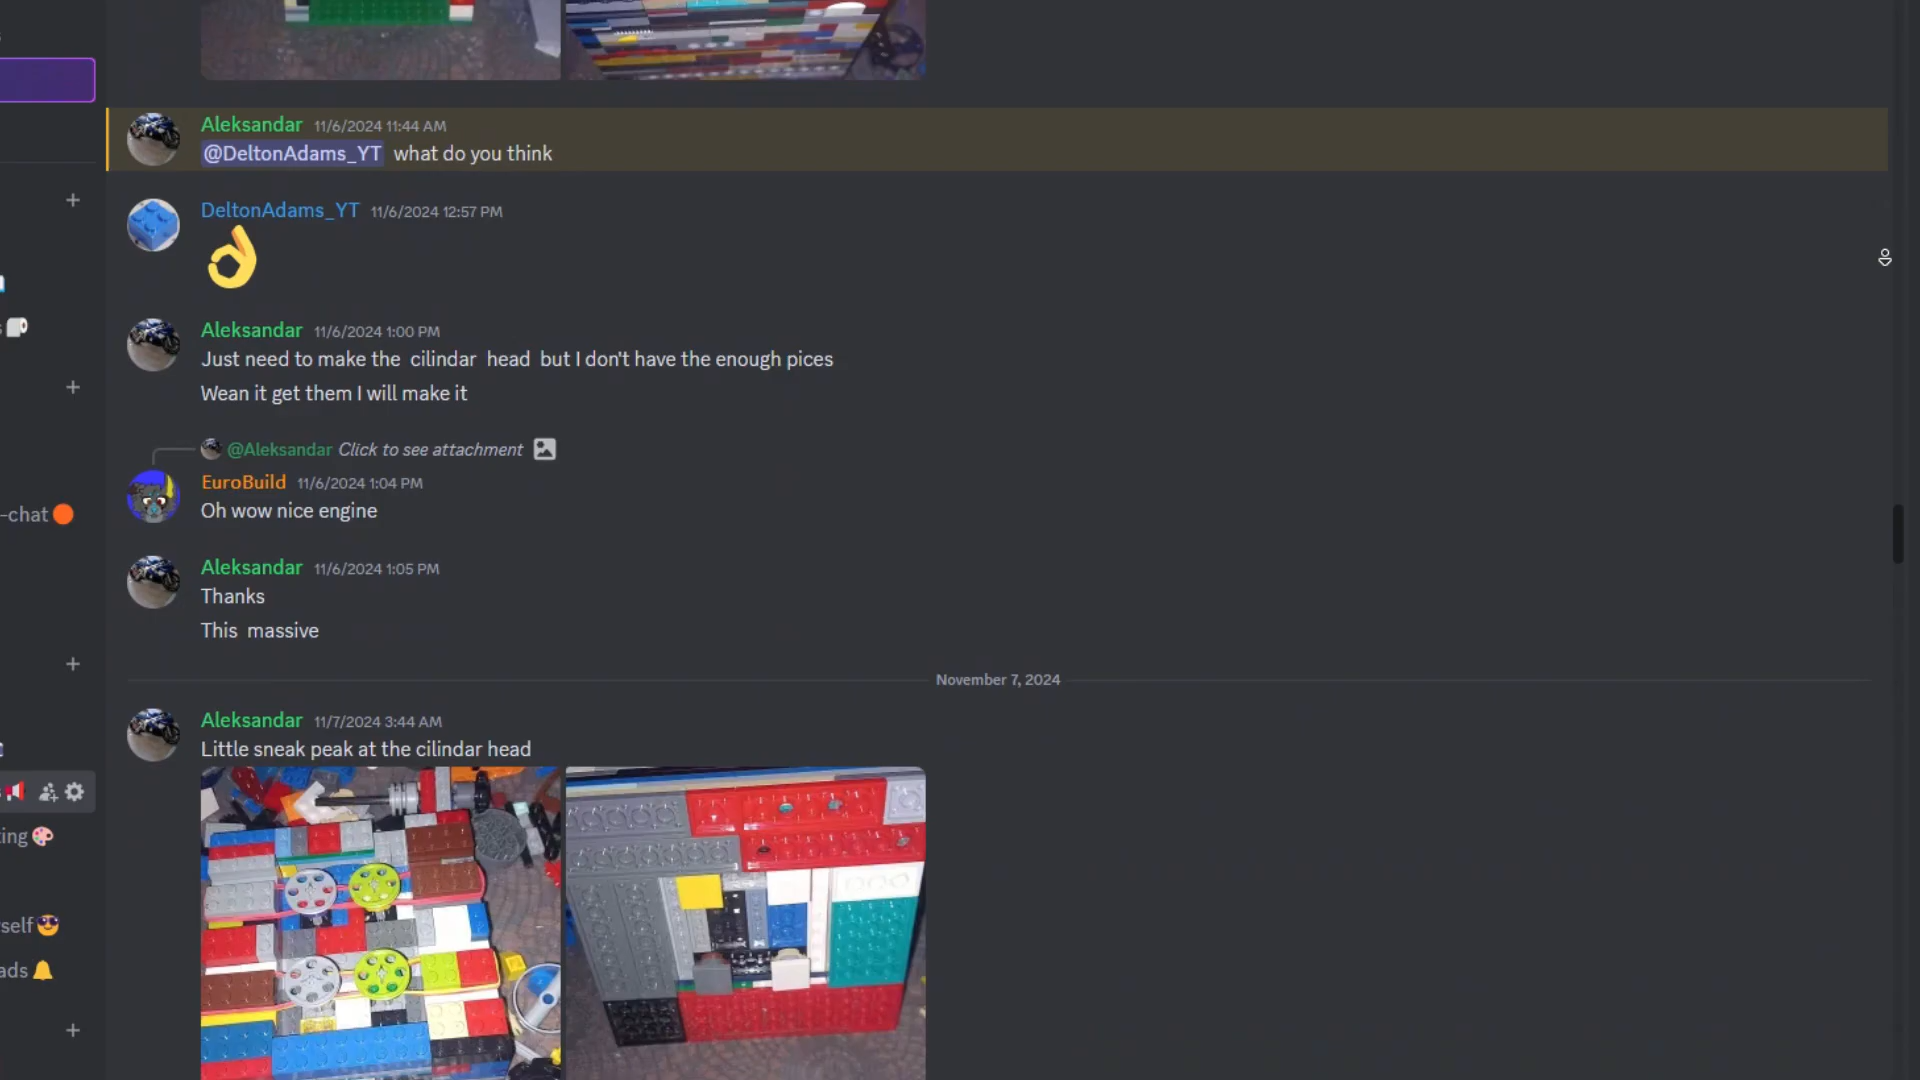 Aleksandar 11/6/2024 11:44 AM
@DeltonAdams_YT what do you think
DeltonAdams_YT 11/6/2024 12:57 PM
Aleksandar 11/6/2024 1:00 PM
Just need to make the cilindar head but I don't have the enough pices
Wean it get them I will make it
@Aleksandar Click to see attachment
EuroBuild 11/6/2024 1:04 PM
Oh wow nice engine
-chat
Aleksandar 11/6/2024 1:05 PM
Thanks
This massive
November 7, 2024
Aleksandar 11/7/2024 3:44 AM
Little sneak peak at the cilindar head
ting
rself
ads